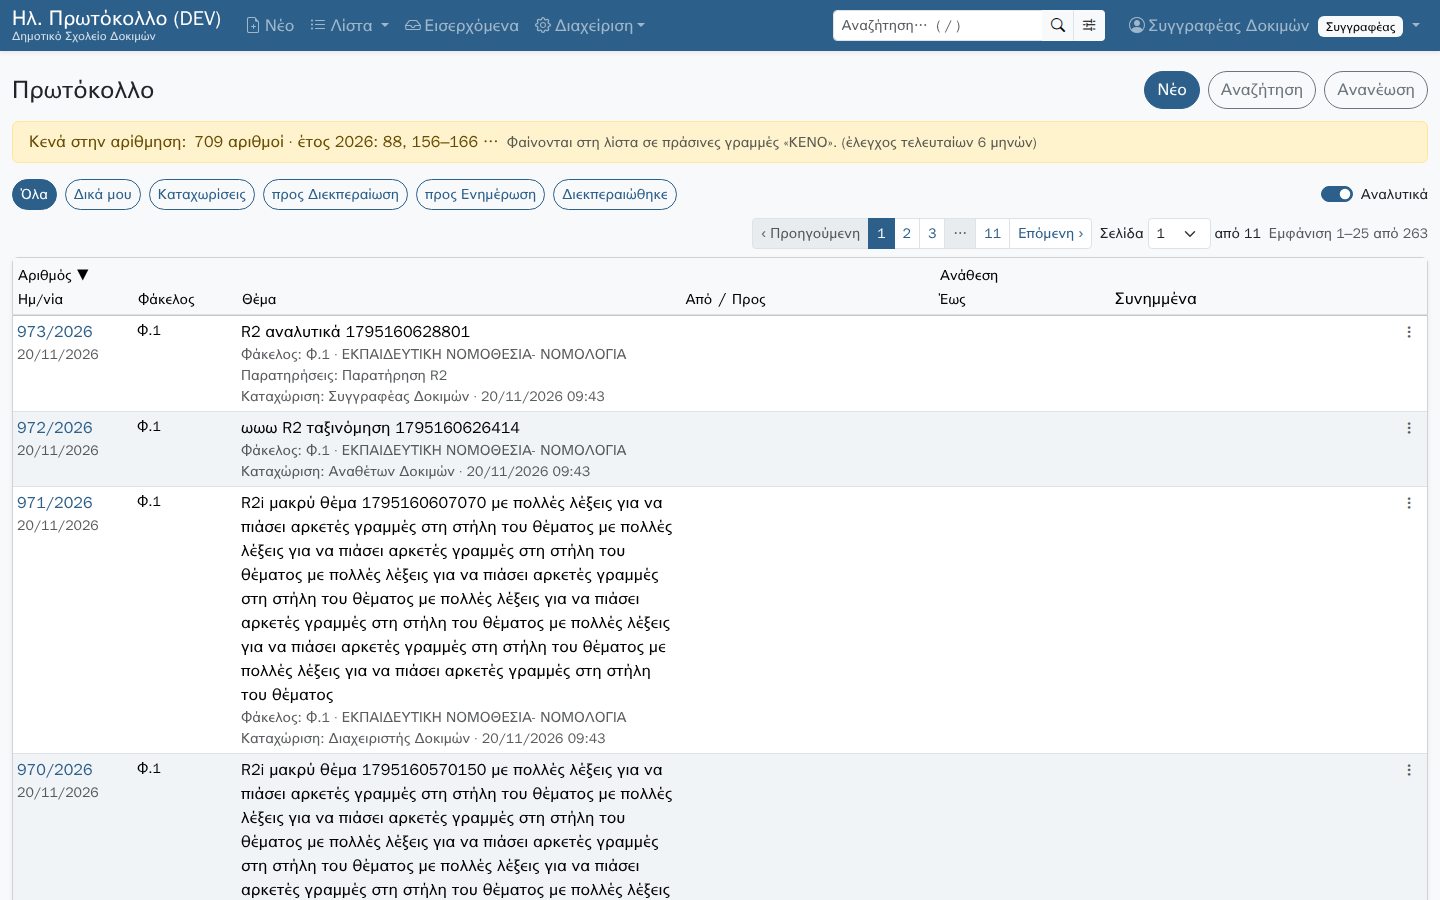 Ηλ. Πρωτόκολλο (DEV)
Δημοτικό Σχολείο Δοκιμών
Νέο
Λίστα
Εισερχόμενα
Διαχείριση
Αναζήτηση… ( / )
Συγγραφέας Δοκιμών
Συγγραφέας
Πρωτόκολλο
Νέο
Αναζήτηση
Ανανέωση
Κενά στην αρίθμηση: 709 αριθμοί · έτος 2026: 88, 156–166 … Φαίνονται στη λίστα σε πράσινες γραμμές «ΚΕΝΟ». (έλεγχος τελευταίων 6 μηνών)
Όλα
Δικά μου
Καταχωρίσεις
προς Διεκπεραίωση
προς Ενημέρωση
Διεκπεραιώθηκε
Αναλυτικά
‹ Προηγούμενη 1 2 3 … 11 Επόμενη › Σελίδα 1 από 11 Εμφάνιση 1–25 από 263
Αριθμός ▼
Ημ/νία
Φάκελος
Θέμα
Από / Προς
Ανάθεση
Έως
Συνημμένα
973/2026
20/11/2026
Φ.1
R2 αναλυτικά 1795160628801
Φάκελος: Φ.1 · ΕΚΠΑΙΔΕΥΤΙΚΗ ΝΟΜΟΘΕΣΙΑ- ΝΟΜΟΛΟΓΙΑ
Παρατηρήσεις: Παρατήρηση R2
Καταχώριση: Συγγραφέας Δοκιμών · 20/11/2026 09:43
972/2026
20/11/2026
Φ.1
ωωω R2 ταξινόμηση 1795160626414
Φάκελος: Φ.1 · ΕΚΠΑΙΔΕΥΤΙΚΗ ΝΟΜΟΘΕΣΙΑ- ΝΟΜΟΛΟΓΙΑ
Καταχώριση: Αναθέτων Δοκιμών · 20/11/2026 09:43
971/2026
20/11/2026
Φ.1
R2i μακρύ θέμα 1795160607070 με πολλές λέξεις για να
πιάσει αρκετές γραμμές στη στήλη του θέματος με πολλές
λέξεις για να πιάσει αρκετές γραμμές στη στήλη του
θέματος με πολλές λέξεις για να πιάσει αρκετές γραμμές
στη στήλη του θέματος με πολλές λέξεις για να πιάσει
αρκετές γραμμές στη στήλη του θέματος με πολλές λέξεις
για να πιάσει αρκετές γραμμές στη στήλη του θέματος με
πολλές λέξεις για να πιάσει αρκετές γραμμές στη στήλη
του θέματος
Φάκελος: Φ.1 · ΕΚΠΑΙΔΕΥΤΙΚΗ ΝΟΜΟΘΕΣΙΑ- ΝΟΜΟΛΟΓΙΑ
Καταχώριση: Διαχειριστής Δοκιμών · 20/11/2026 09:43
970/2026
20/11/2026
Φ.1
R2i μακρύ θέμα 1795160570150 με πολλές λέξεις για να
πιάσει αρκετές γραμμές στη στήλη του θέματος με πολλές
λέξεις για να πιάσει αρκετές γραμμές στη στήλη του
θέματος με πολλές λέξεις για να πιάσει αρκετές γραμμές
στη στήλη του θέματος με πολλές λέξεις για να πιάσει
αρκετές γραμμές στη στήλη του θέματος με πολλές λέξεις